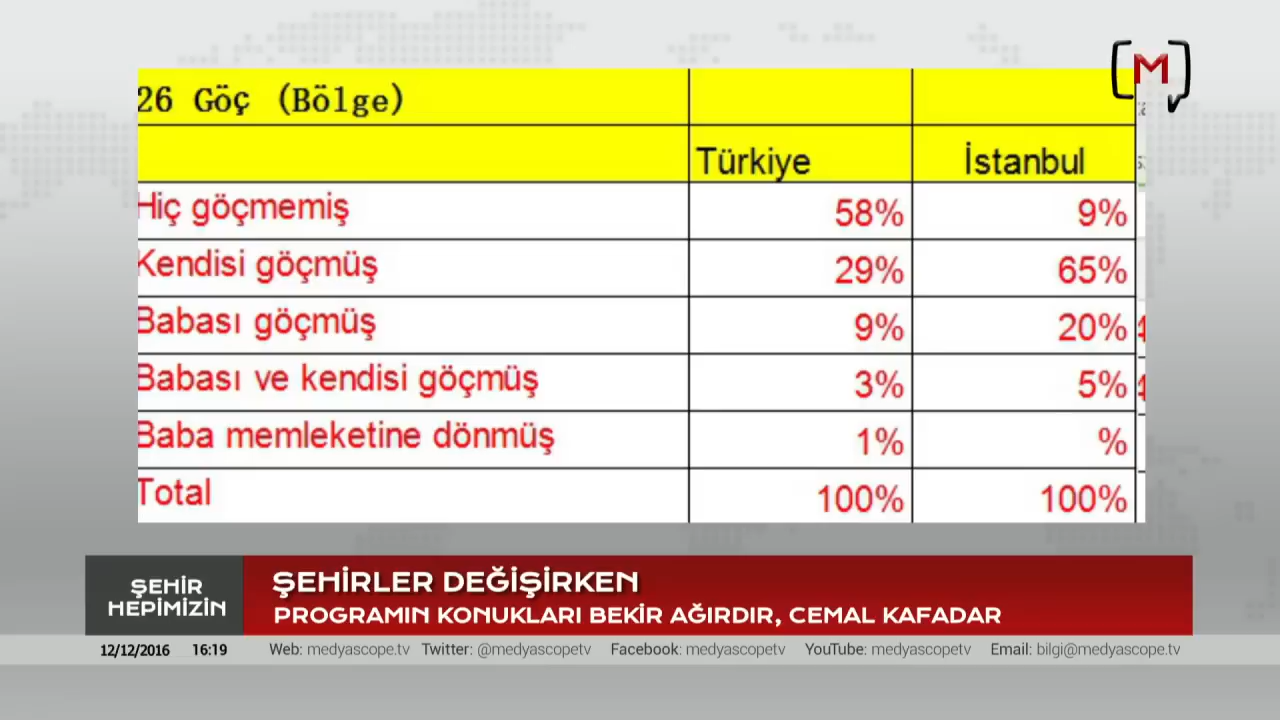 M
26 Göç (Bölge)
Türkiye İstanbul
Hiç göçmemiş 58% 9%
Kendisi göçmüş 29% 65%
Babası göçmüş 9% 20%
Babası ve kendisi göçmüş 3% 5%
Baba memleketine dönmüş 1% %
Total 100% 100%
ŞEHİR HEPİMİZİN
ŞEHİRLER DEĞİŞİRKEN
PROGRAMIN KONUKLARI BEKİR AĞIRDIR, CEMAL KAFADAR
12/12/2016 16:19 Web: medyascope.tv Twitter: @medyascopetv Facebook: medyascopetv YouTube: medyascopetv Email: bilgi@medyascope.tv